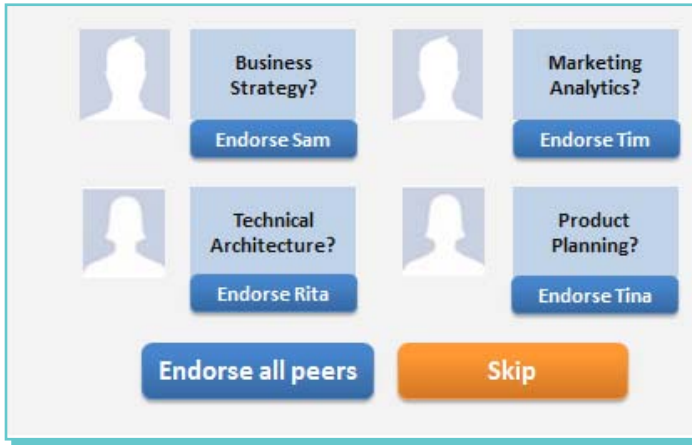 Business
Strategy?
Endorse Sam
Marketing
Analytics?
Endorse Tim
Technical
Architecture?
Endorse Rita
Product
Planning?
Endorse Tina
Endorse all peers
Skip